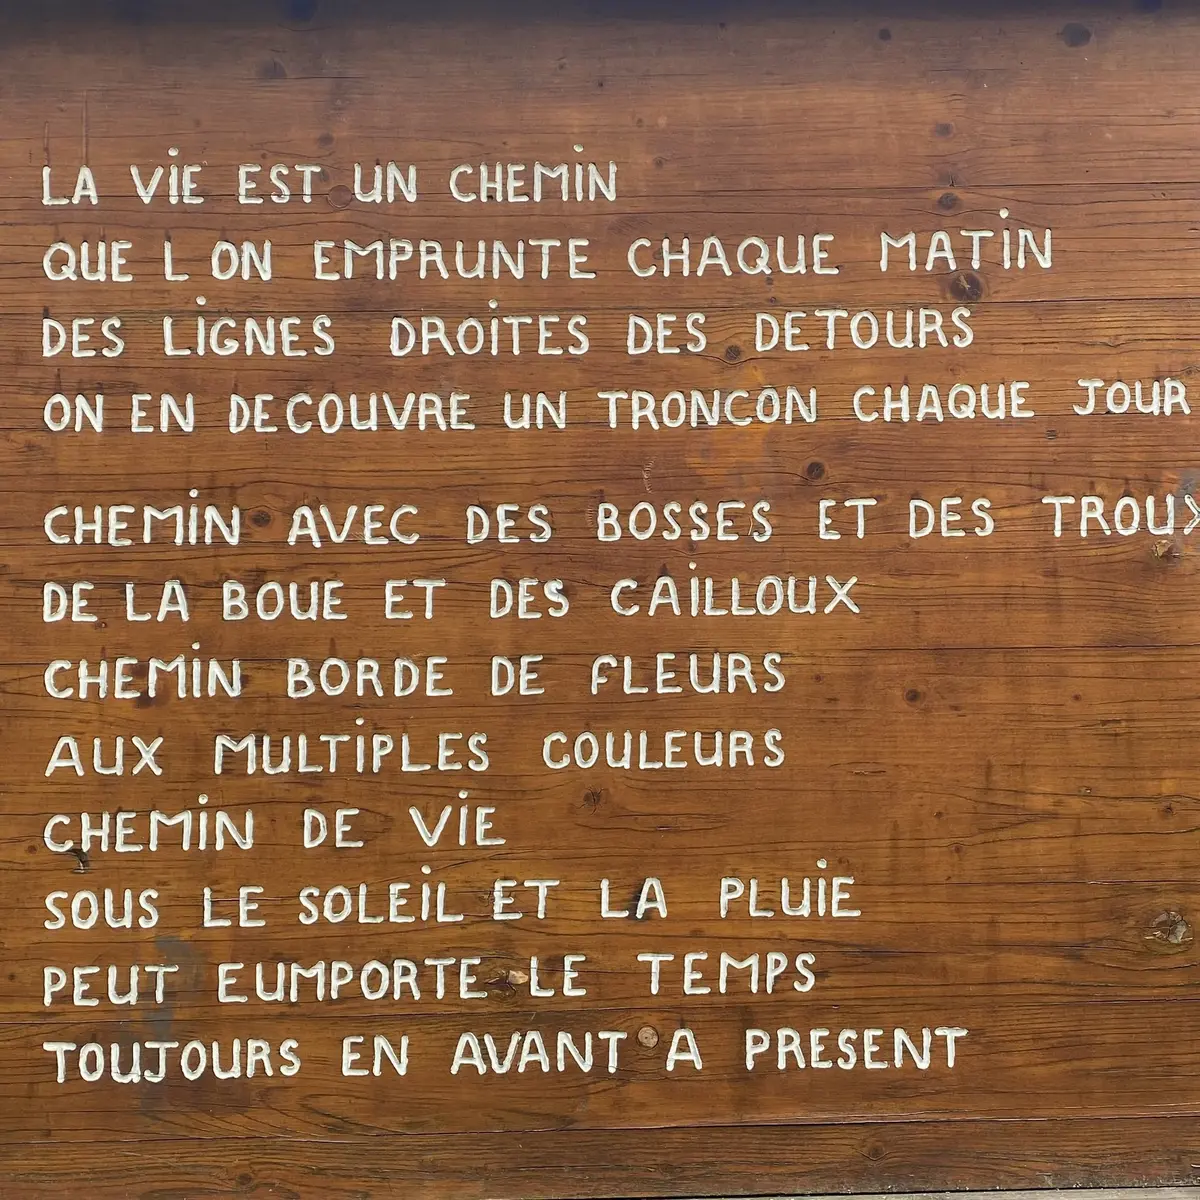 LA ViE EST UN CHEMiN
QUE L ON EMPRUNTE CHAQUE MATiN
DES LiGNES DROiTES DES DETOURS
ON EN DECOUVRE UN TRONCON CHAQUE JOUR
CHEMiN AVEC DES BOSSES ET DES TROUX
DE LA BOUE ET DES CAiLLOUX
CHEMiN BORDE DE FLEURS
AUX MULTiPLES COULEURS
CHEMiN DE ViE
SOUS LE SOLEiL ET LA PLUiE
PEUT EUMPORTE LE TEMPS
TOUJOURS EN AVANT A PRESENT